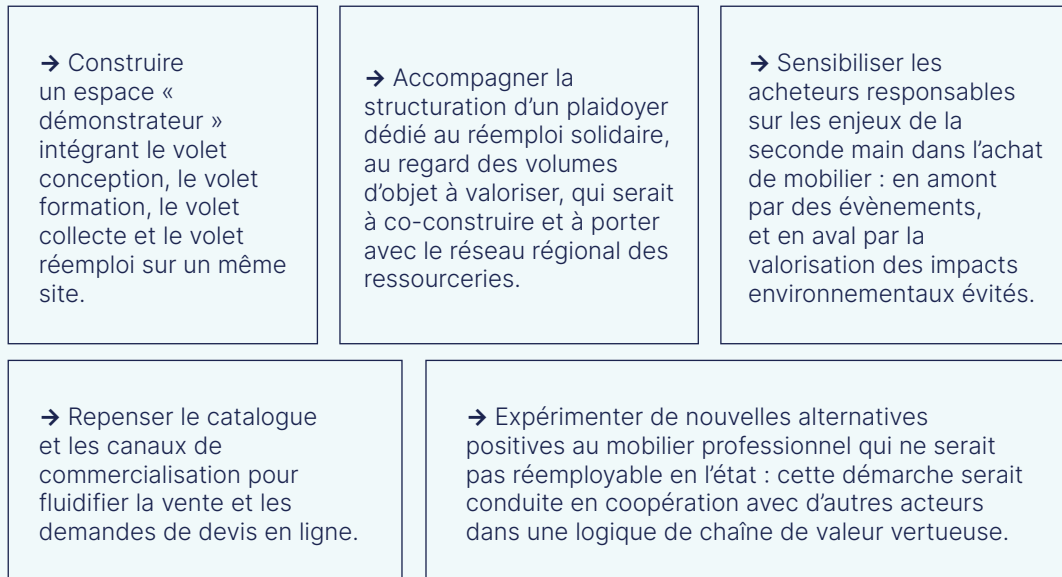 → Construire
un espace «
démonstrateur »
intégrant le volet
conception, le volet
formation, le volet
collecte et le volet
réemploi sur un même
site.
→ Accompagner la
structuration d’un plaidoyer
dédié au réemploi solidaire,
au regard des volumes
d’objet à valoriser, qui serait
à co-construire et à porter
avec le réseau régional des
ressourceries.
→ Sensibiliser les
acheteurs responsables
sur les enjeux de la
seconde main dans l’achat
de mobilier : en amont
par des évènements,
et en aval par la
valorisation des impacts
environnementaux évités.
→ Repenser le catalogue
et les canaux de
commercialisation pour
fluidifier la vente et les
demandes de devis en ligne.
→ Expérimenter de nouvelles alternatives
positives au mobilier professionnel qui ne serait
pas réemployable en l’état : cette démarche serait
conduite en coopération avec d’autres acteurs
dans une logique de chaîne de valeur vertueuse.